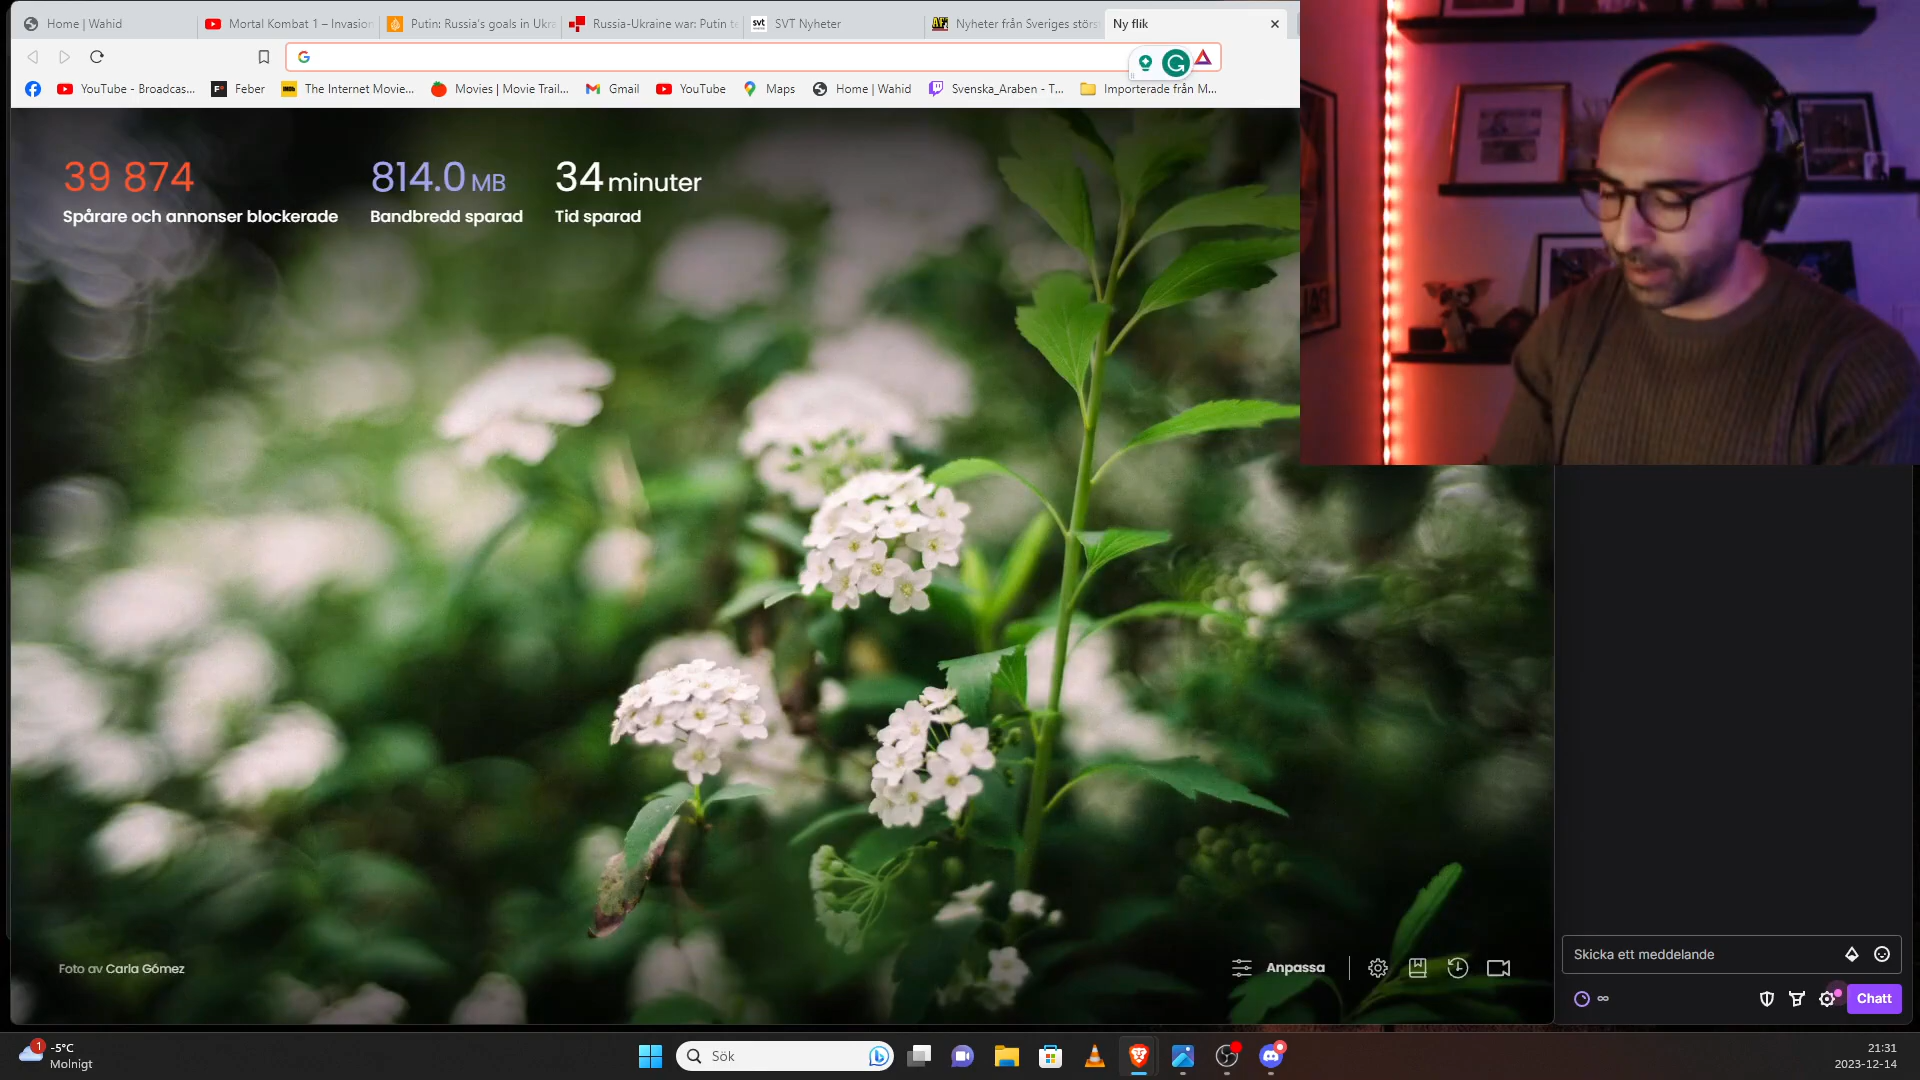 Home | Wahid
Mortal Kombat 1 – Invasion
Putin: Russia's goals in Ukra
Russia-Ukraine war: Putin te
svt
SVT Nyheter
Nyheter från Sveriges störs
Ny flik
YouTube - Broadcas...
Feber
The Internet Movie...
Movies | Movie Trail...
Gmail
YouTube
Maps
Home | Wahid
Svenska_Araben - T...
Importerade från M...
39 874
814.0 MB
34 minuter
Spårare och annonser blockerade
Bandbredd sparad
Tid sparad
Foto av Carla Gómez
Anpassa
Skicka ett meddelande
Chatt
1
-5°C
Molnigt
Sök
21:31
2023-12-14